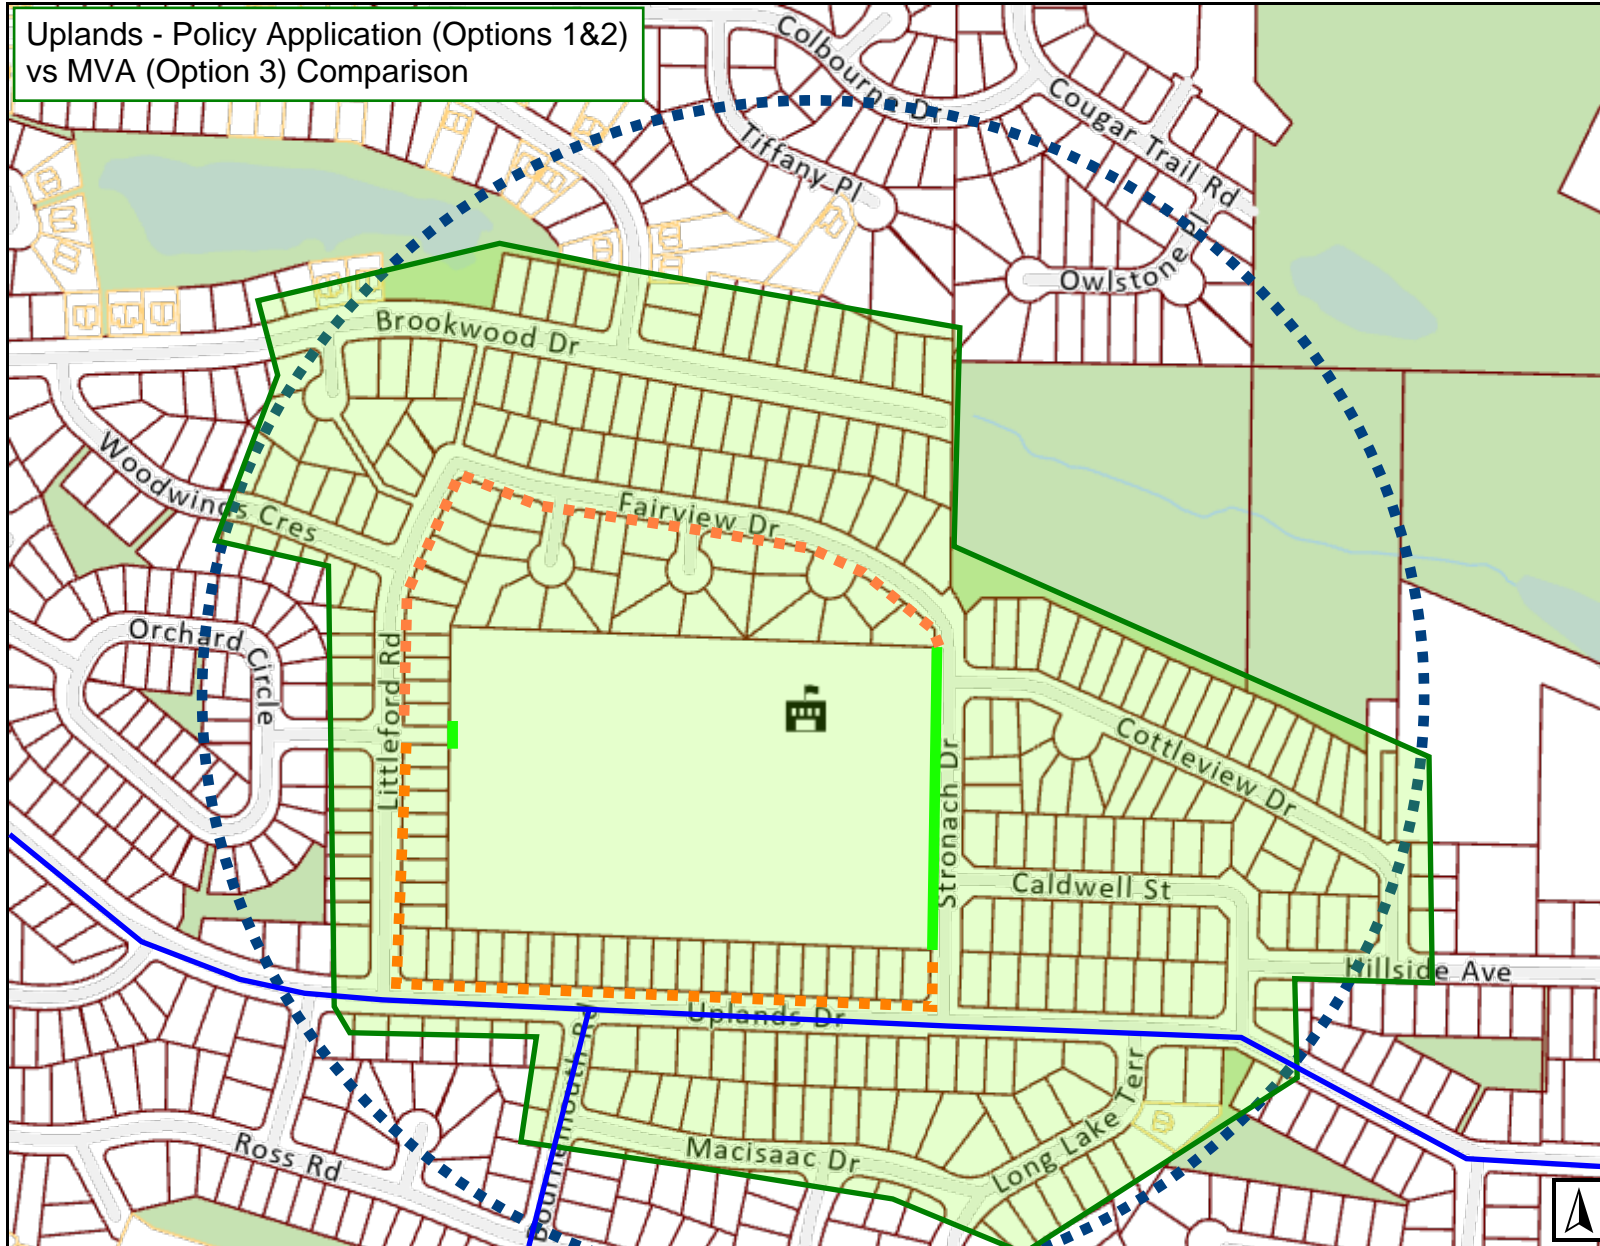 Uplands - Policy Application (Options 1&2)
vs MVA (Option 3) Comparison
Colbourne Dr
Cougar Trail Rd
Tiffany Pl
Owlstone Pl
Brookwood Dr
Woodwinds Cres
Fairview Dr
Orchard Circle
Littleford Rd
Stronach Dr
Cottleview Dr
Caldwell St
Hillside Ave
Uplands Dr
Bournemouth Rd
Long Lake Terr
Macisaac Dr
Ross Rd